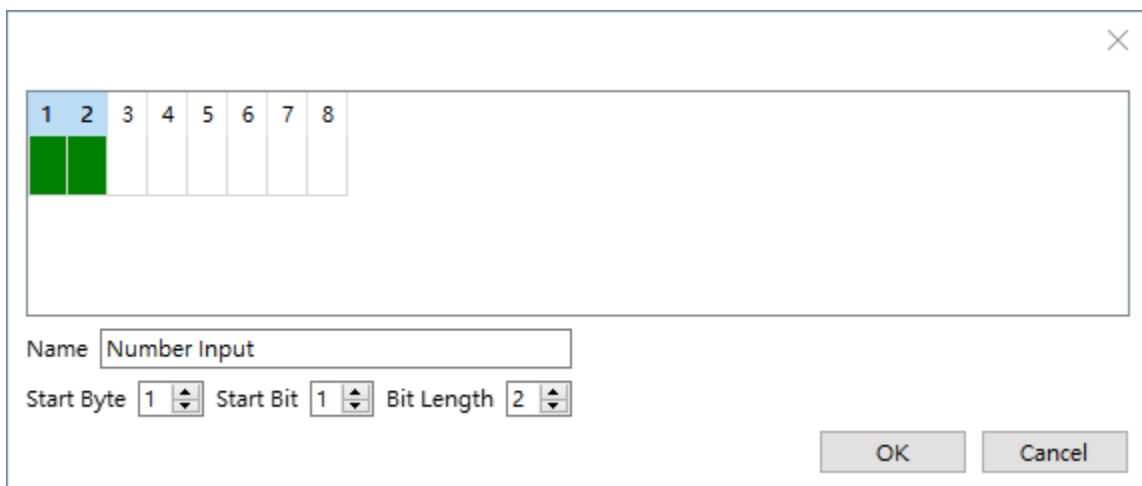 1 2 3 4 5 6 7 8
Name Number Input
Start Byte 1 Start Bit 1 Bit Length 2
OK Cancel